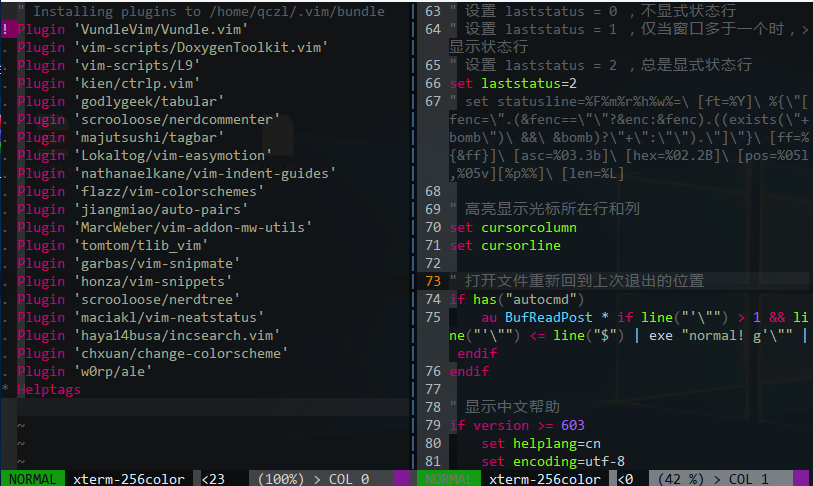 " Installing plugins to /home/qczl/.vim/bundle
! Plugin 'VundleVim/Vundle.vim'
. Plugin 'vim-scripts/DoxygenToolkit.vim'
. Plugin 'vim-scripts/L9'
. Plugin 'kien/ctrlp.vim'
. Plugin 'godlygeek/tabular'
. Plugin 'scrooloose/nerdcommenter'
. Plugin 'majutsushi/tagbar'
. Plugin 'Lokaltog/vim-easymotion'
. Plugin 'nathanaelkane/vim-indent-guides'
. Plugin 'flazz/vim-colorschemes'
. Plugin 'jiangmiao/auto-pairs'
. Plugin 'MarcWeber/vim-addon-mw-utils'
. Plugin 'tomtom/tlib_vim'
. Plugin 'garbas/vim-snipmate'
. Plugin 'honza/vim-snippets'
. Plugin 'scrooloose/nerdtree'
. Plugin 'maciakl/vim-neatstatus'
. Plugin 'haya14busa/incsearch.vim'
. Plugin 'chxuan/change-colorscheme'
. Plugin 'w0rp/ale'
* Helptags
~
~
~
NORMAL xterm-256color <23 (100%) > COL 0
63 " 设置 laststatus = 0 ，不显式状态行
64 " 设置 laststatus = 1 ，仅当窗口多于一个时，>
显示状态行
65 " 设置 laststatus = 2 ，总是显式状态行
66 set laststatus=2
67 " set statusline=%F%m%r%h%w%=\ [ft=%Y]\ %{\"[
fenc=\".(&fenc==\"\"?&enc:&fenc).((exists(\"+
bomb\")\ &&\ &bomb)?\"+\":\"\").\"]\"}\ [ff=%
{&ff}]\ [asc=%03.3b]\ [hex=%02.2B]\ [pos=%05l
,%05v][%p%%]\ [len=%L]
68
69 " 高亮显示光标所在行和列
70 set cursorcolumn
71 set cursorline
72
73 " 打开文件重新回到上次退出的位置
74 if has("autocmd")
75 au BufReadPost * if line("'\"") > 1 && li
ne("'\"") <= line("$") | exe "normal! g'\"" |
endif
76 endif
77
78 " 显示中文帮助
79 if version >= 603
80 set helplang=cn
81 set encoding=utf-8
NORMAL xterm-256color <0 (42 %) > COL 1